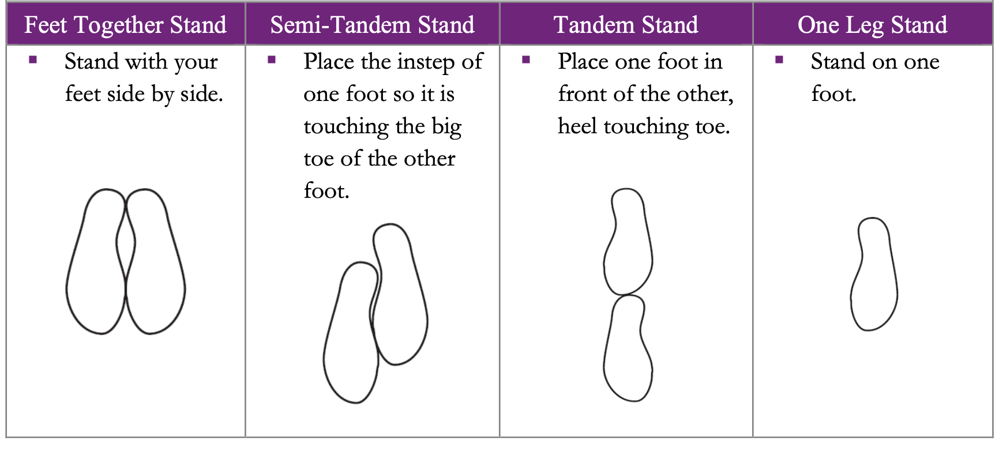 Feet Together Stand
Stand with your
feet side by side.
Semi-Tandem Stand
Place the instep of
one foot so it is
touching the big
toe of the other
foot.
Tandem Stand
Place one foot in
front of the other,
heel touching toe.
One Leg Stand
Stand on one
foot.